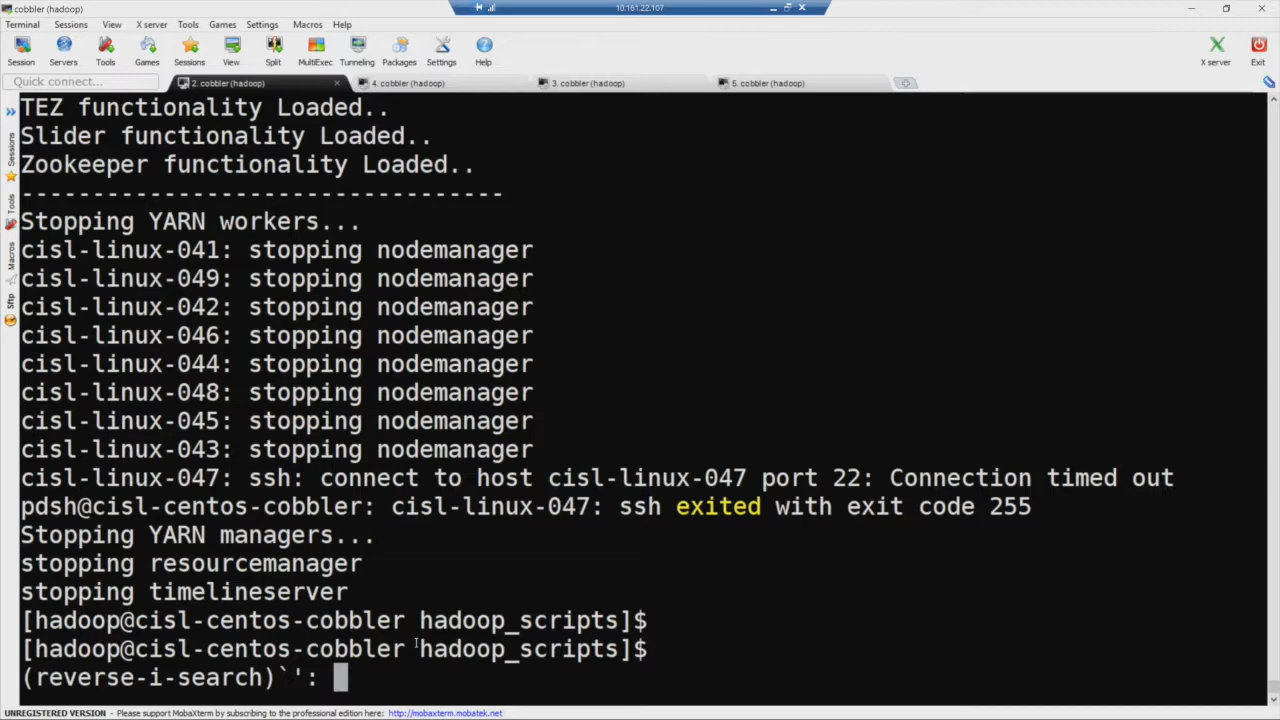 cobbler (hadoop)
10.161.22.107
Terminal Sessions View X server Tools Games Settings Macros Help
Session Servers Tools Games Sessions View Split MultiExec Tunneling Packages Settings Help X server Exit
Quick connect...
2. cobbler (hadoop)
4. cobbler (hadoop)
3. cobbler (hadoop)
5. cobbler (hadoop)
Sessions
Tools
Macros
Sftp
TEZ functionality Loaded..
Slider functionality Loaded..
Zookeeper functionality Loaded..
----------------------------------
Stopping YARN workers...
cisl-linux-041: stopping nodemanager
cisl-linux-049: stopping nodemanager
cisl-linux-042: stopping nodemanager
cisl-linux-046: stopping nodemanager
cisl-linux-044: stopping nodemanager
cisl-linux-048: stopping nodemanager
cisl-linux-045: stopping nodemanager
cisl-linux-043: stopping nodemanager
cisl-linux-047: ssh: connect to host cisl-linux-047 port 22: Connection timed out
pdsh@cisl-centos-cobbler: cisl-linux-047: ssh exited with exit code 255
Stopping YARN managers...
stopping resourcemanager
stopping timelineserver
[hadoop@cisl-centos-cobbler hadoop_scripts]$
[hadoop@cisl-centos-cobbler hadoop_scripts]$
(reverse-i-search)`':
UNREGISTERED VERSION - Please support MobaXterm by subscribing to the professional edition here: http://mobaxterm.mobatek.net